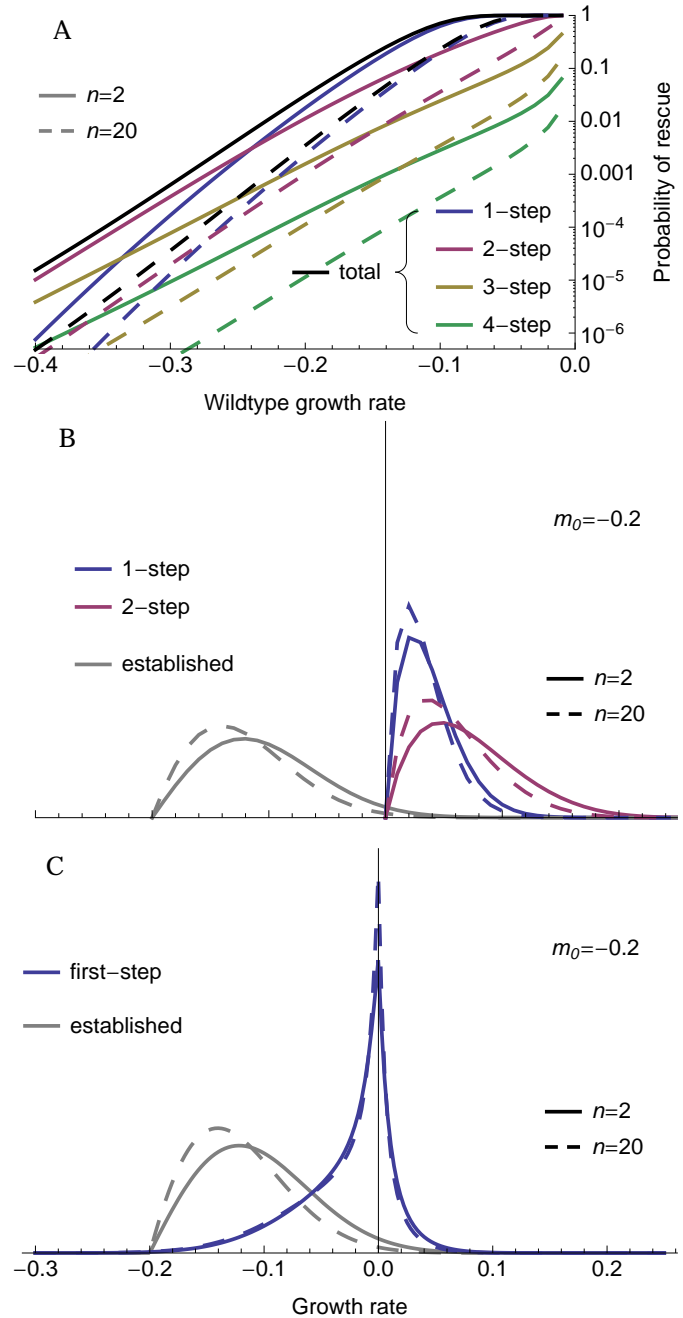 A
n=2
n=20
1
0.1
0.01
0.001
10⁻⁴
10⁻⁵
10⁻⁶
Probability of rescue
1−step
2−step
3−step
4−step
total
−0.4 −0.3 −0.2 −0.1 0.0
Wildtype growth rate
B
m₀=−0.2
1−step
2−step
established
n=2
n=20
C
m₀=−0.2
first−step
established
n=2
n=20
−0.3 −0.2 −0.1 0.0 0.1 0.2
Growth rate